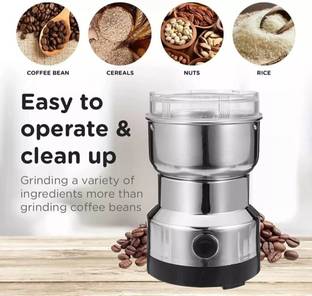 COFFEE BEAN
CEREALS
NUTS
RICE
Easy to
operate &
clean up
Grinding a variety of
ingredients more than
grinding coffee beans